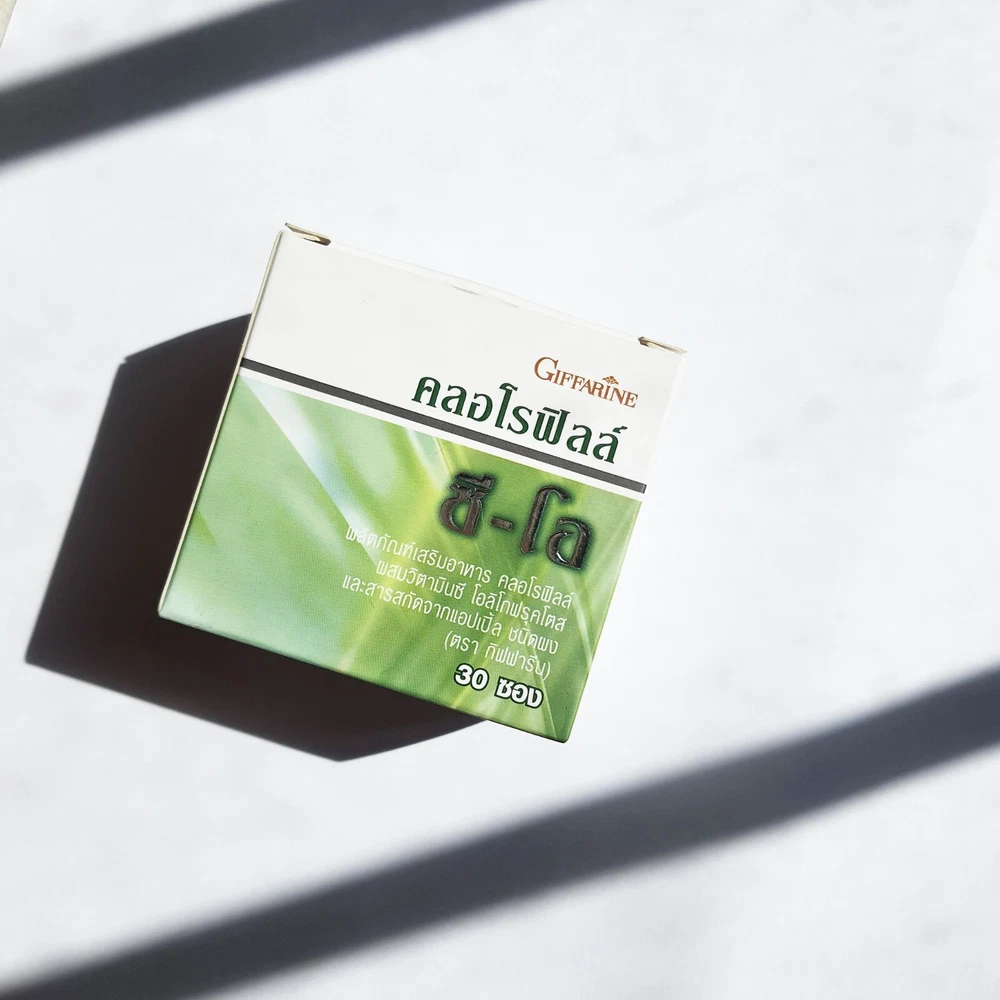 GIFFARINE
คลอโรฟิลล์
ซี-โอ
ผลิตภัณฑ์เสริมอาหาร คลอโรฟิลล์
ผสมวิตามินซี โอลิโกฟรุคโตส
และสารสกัดจากแอปเปิ้ล ชนิดผง
(ตรา กิฟฟารีน)
30 ซอง